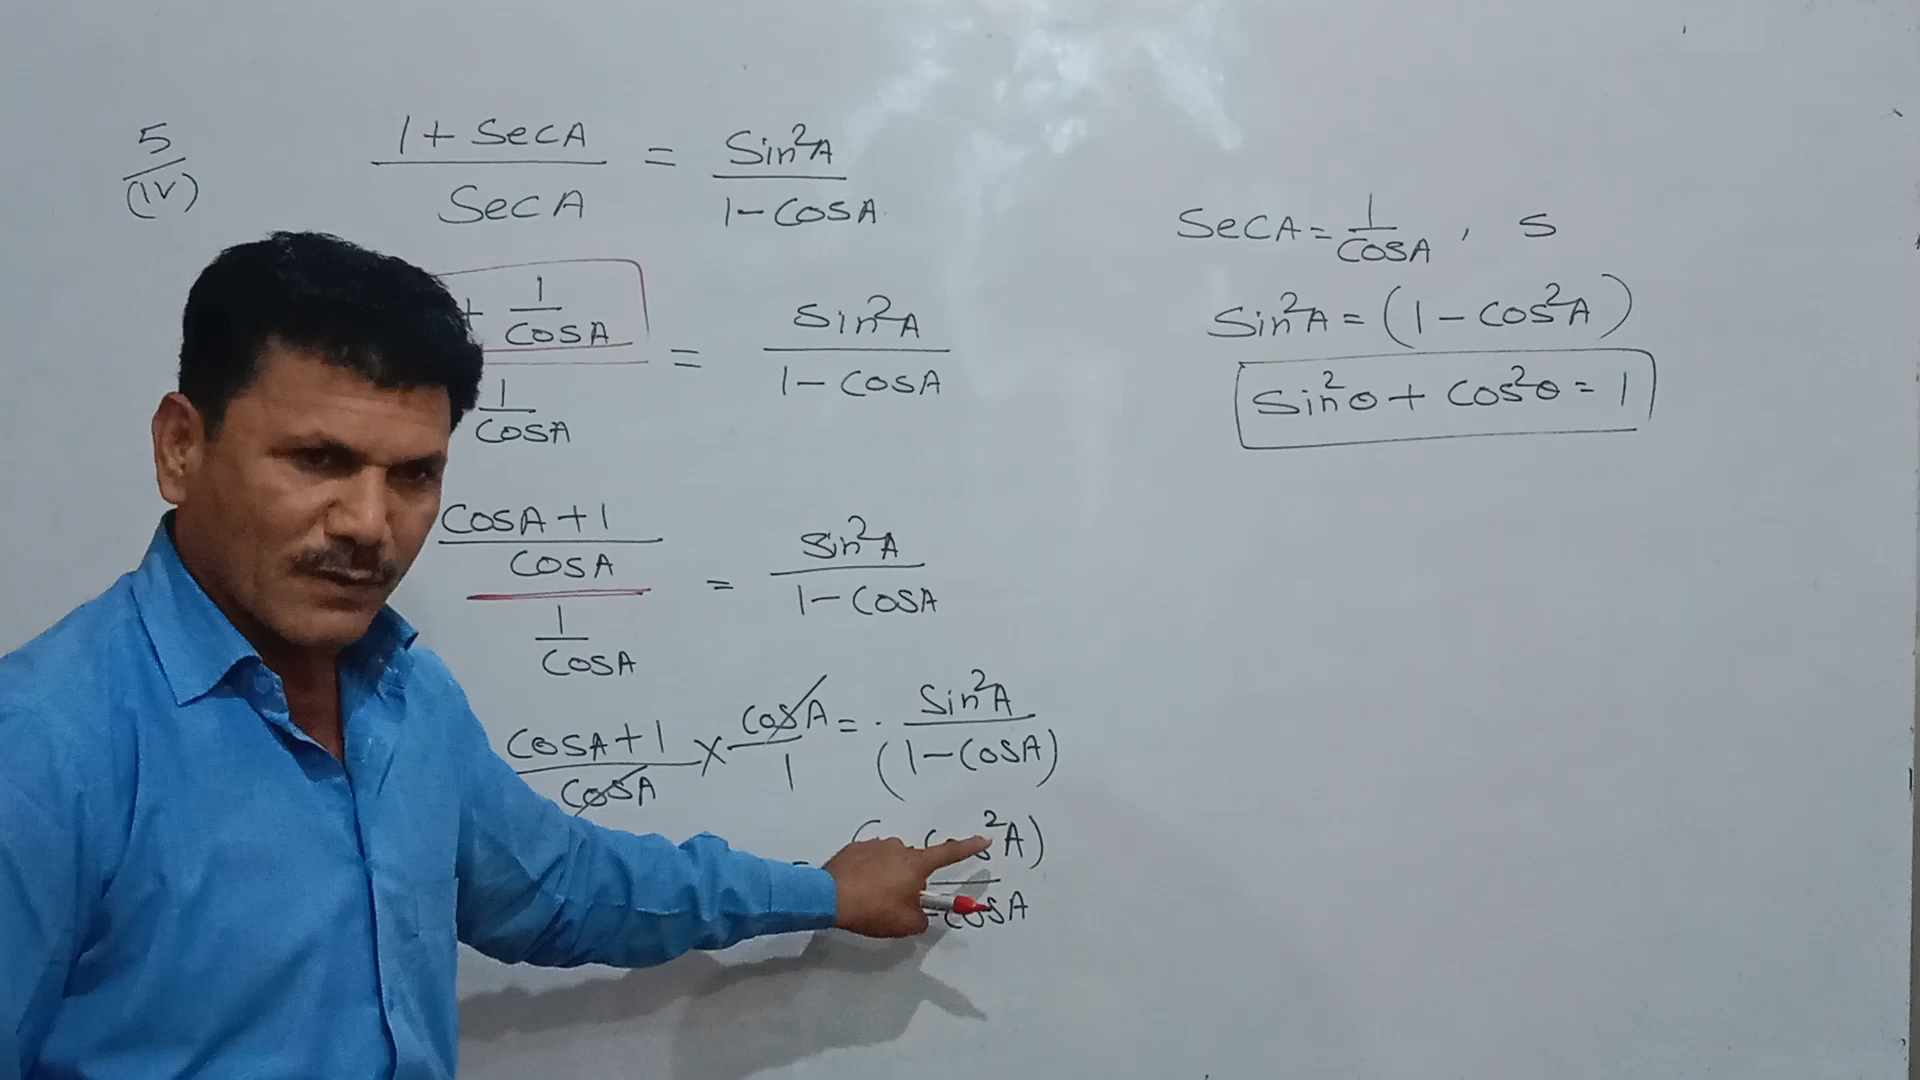 5/(iv) (1 + SecA)/SecA = Sin²A/(1 - COSA)
+ 1/COSA / 1/COSA = Sin²A/(1 - COSA)
(COSA + 1)/COSA / 1/COSA = Sin²A/(1 - COSA)
(COSA + 1)/COSA × COSA/1 = Sin²A/(1 - COSA)
= ²A) / -COSA
SecA = 1/COSA , S
Sin²A = (1 - COS²A)
Sin²θ + COS²θ = 1